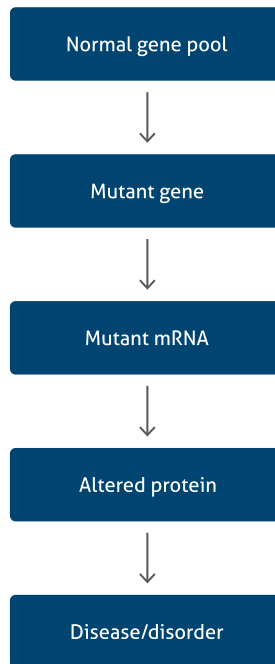 Normal gene pool
Mutant gene
Mutant mRNA
Altered protein
Disease/disorder